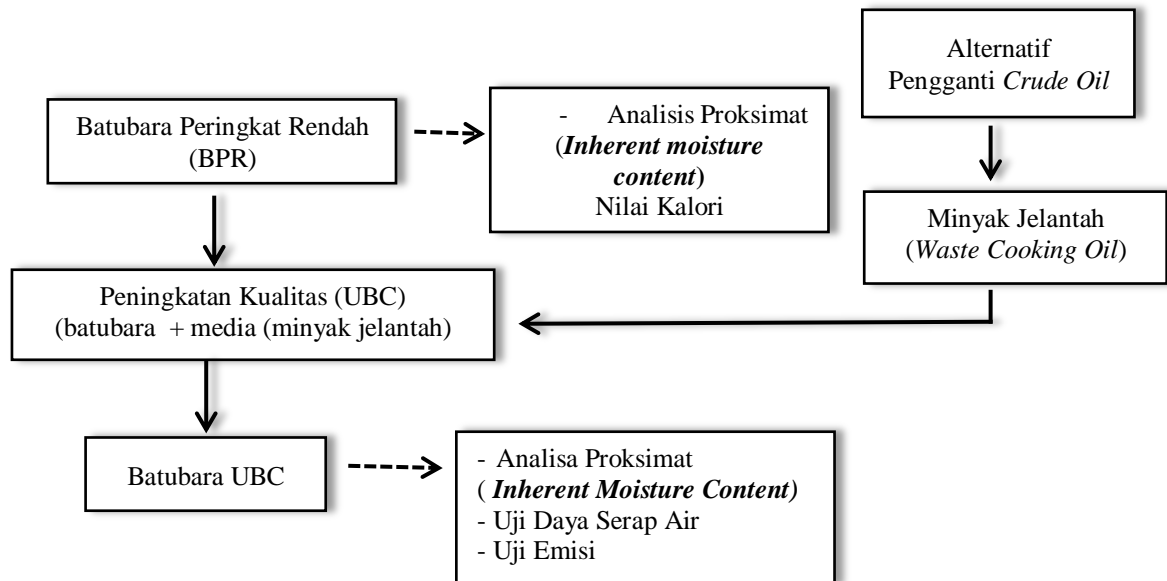 Alternatif
Pengganti Crude Oil
Batubara Peringkat Rendah
(BPR)
- Analisis Proksimat
(Inherent moisture
content)
Nilai Kalori
Minyak Jelantah
(Waste Cooking Oil)
Peningkatan Kualitas (UBC)
(batubara + media (minyak jelantah)
Batubara UBC
- Analisa Proksimat
( Inherent Moisture Content)
- Uji Daya Serap Air
- Uji Emisi